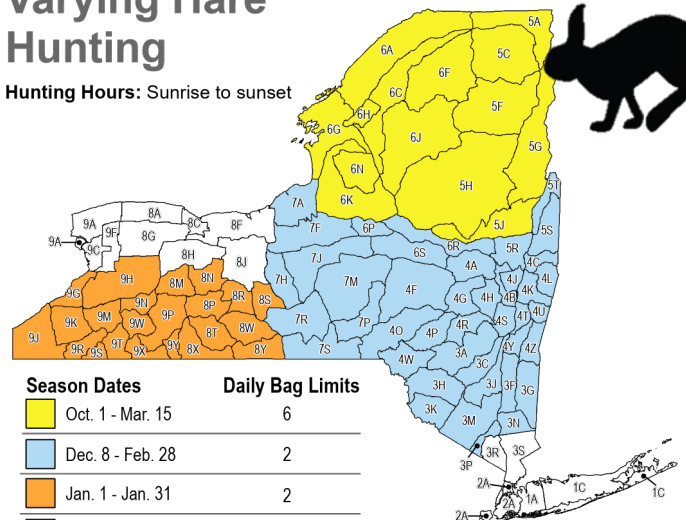 Varying Hare
Hunting
Hunting Hours: Sunrise to sunset
5A
6A
5C
6F
6C
5F
6H
6G
6J
5G
6N
5H
6K
5T
7A
5J
5S
7F
6P
9A
8A
8C
8F
9F
8G
9A
9C
6R
5R
6S
8H
8J
7J
4A
4C
9H
8M
8N
7H
7M
4F
4J
4L
4K
9G
8R
8S
4G
4H
4B
9N
8P
9K
9M
9W
9P
7R
7P
4R
4S
4T
4U
8T
8W
4O
4P
9J
9T
9Y
4Y
4Z
9R
9S
9X
8X
8Y
7S
4W
3A
3C
3H
3J
3F
3G
3K
3M
3N
3P
3R
3S
2A
1C
1C
2A
1A
2A
Season Dates Daily Bag Limits
Oct. 1 - Mar. 15 6
Dec. 8 - Feb. 28 2
Jan. 1 - Jan. 31 2